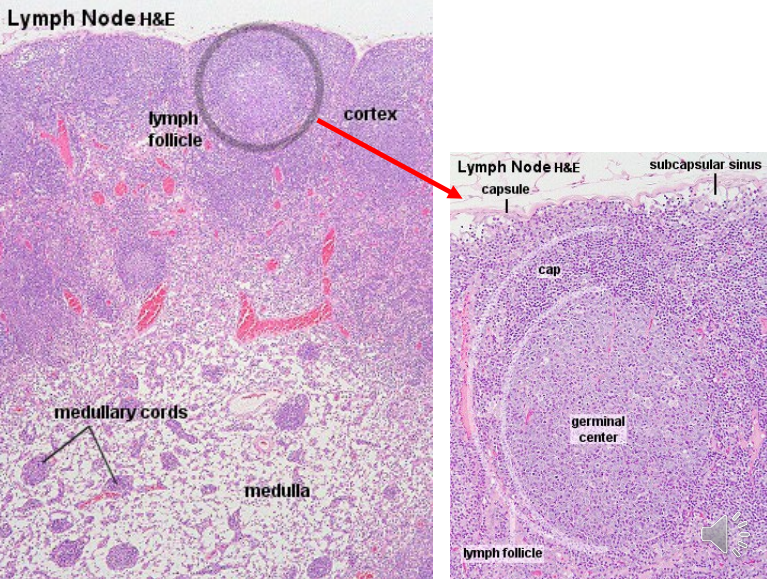 Lymph Node H&E
lymph
follicle
cortex
medullary cords
medulla
Lymph Node H&E
subcapsular sinus
capsule
cap
germinal
center
lymph follicle